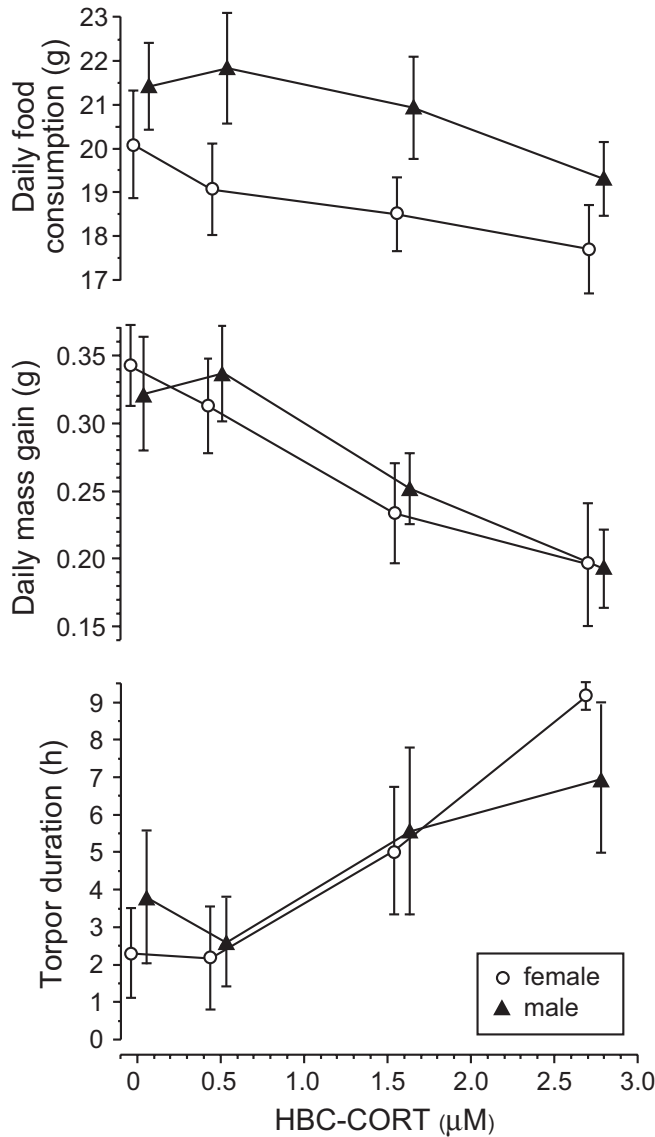 Daily food
consumption (g)
23
22
21
20
19
18
17
Daily mass gain (g)
0.35
0.30
0.25
0.20
0.15
Torpor duration (h)
9
8
7
6
5
4
3
2
1
0
female
male
0 0.5 1.0 1.5 2.0 2.5 3.0
HBC-CORT (µM)